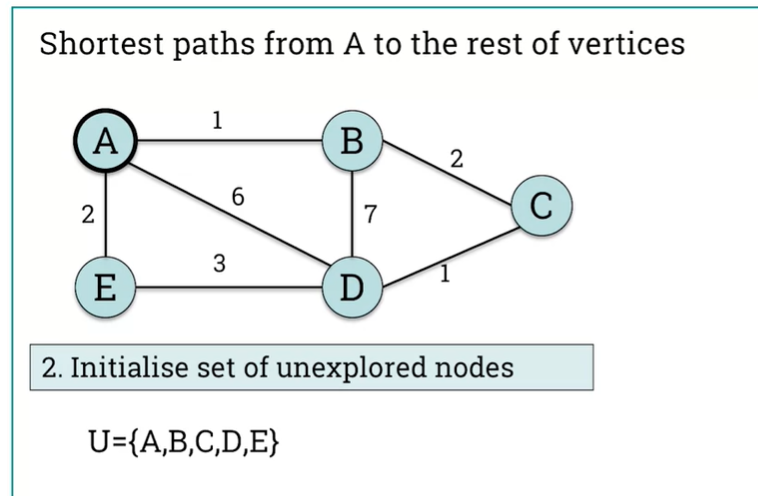 Shortest paths from A to the rest of vertices
1
A
B
2
6
C
2
7
3
1
E
D
2. Initialise set of unexplored nodes
U={A,B,C,D,E}